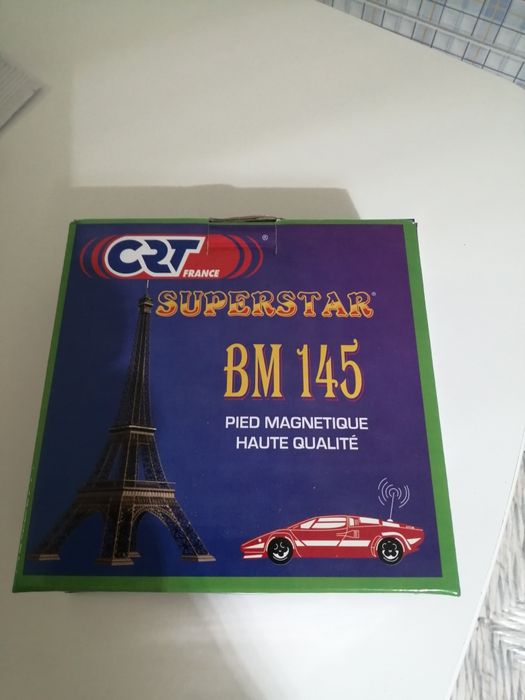 CRT
FRANCE
®
SUPERSTAR®
BM 145
PIED MAGNETIQUE
HAUTE QUALITÉ